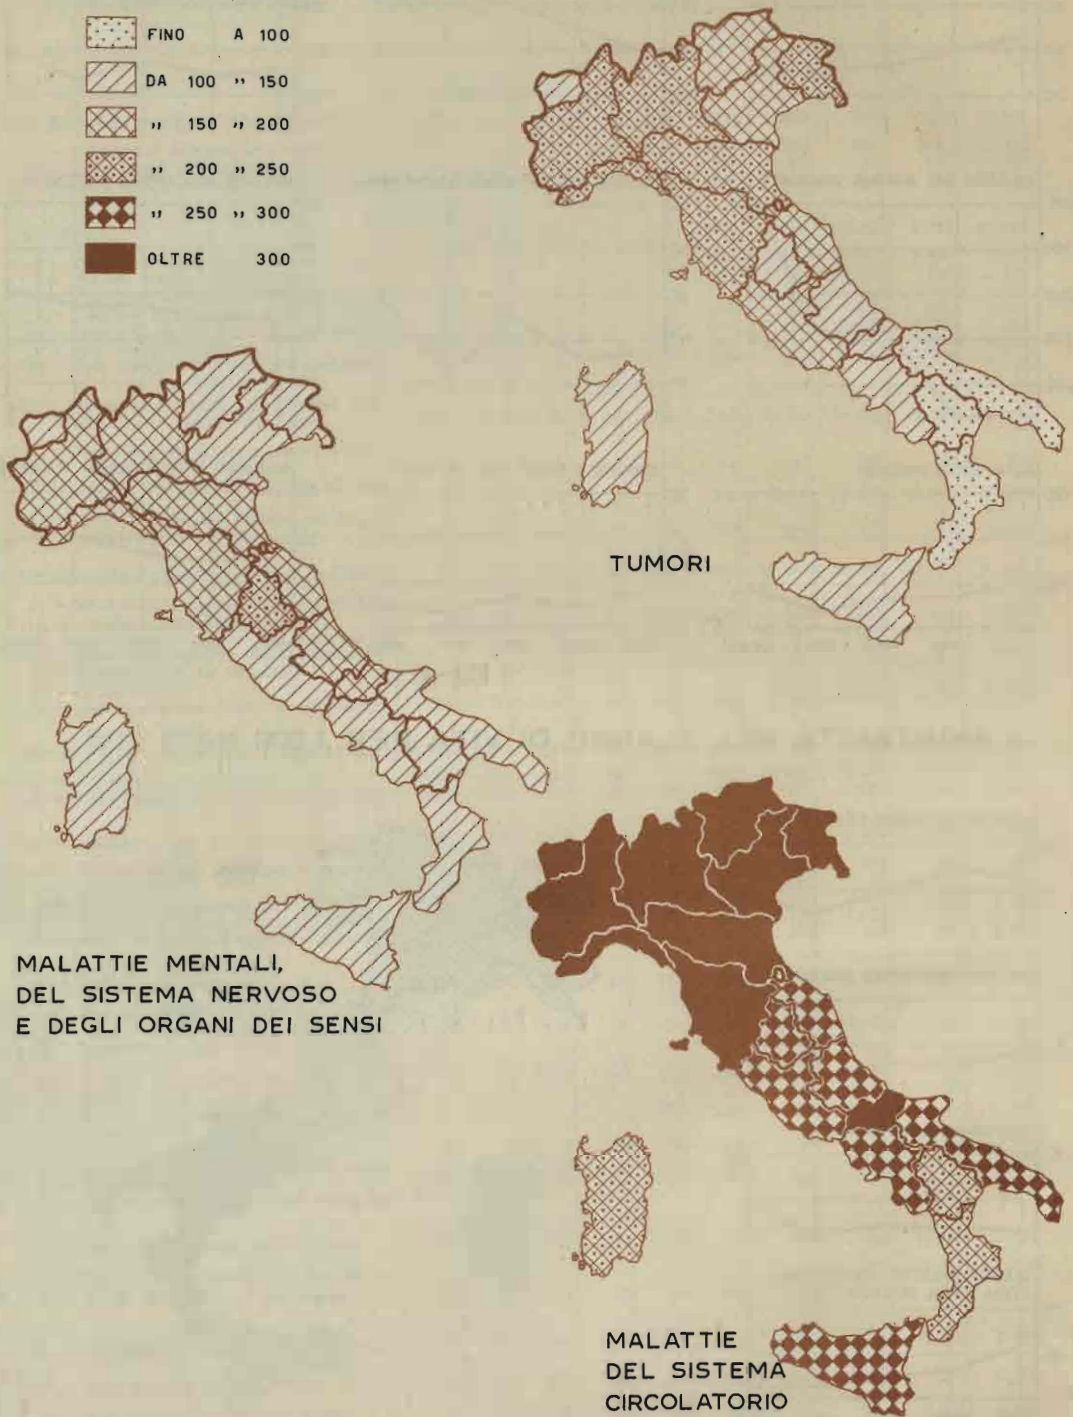 FINO A 100
DA 100 ,, 150
,, 150 ,, 200
,, 200 ,, 250
,, 250 ,, 300
OLTRE 300
TUMORI
MALATTIE MENTALI,
DEL SISTEMA NERVOSO
E DEGLI ORGANI DEI SENSI
MALATTIE
DEL SISTEMA
CIRCOLATORIO